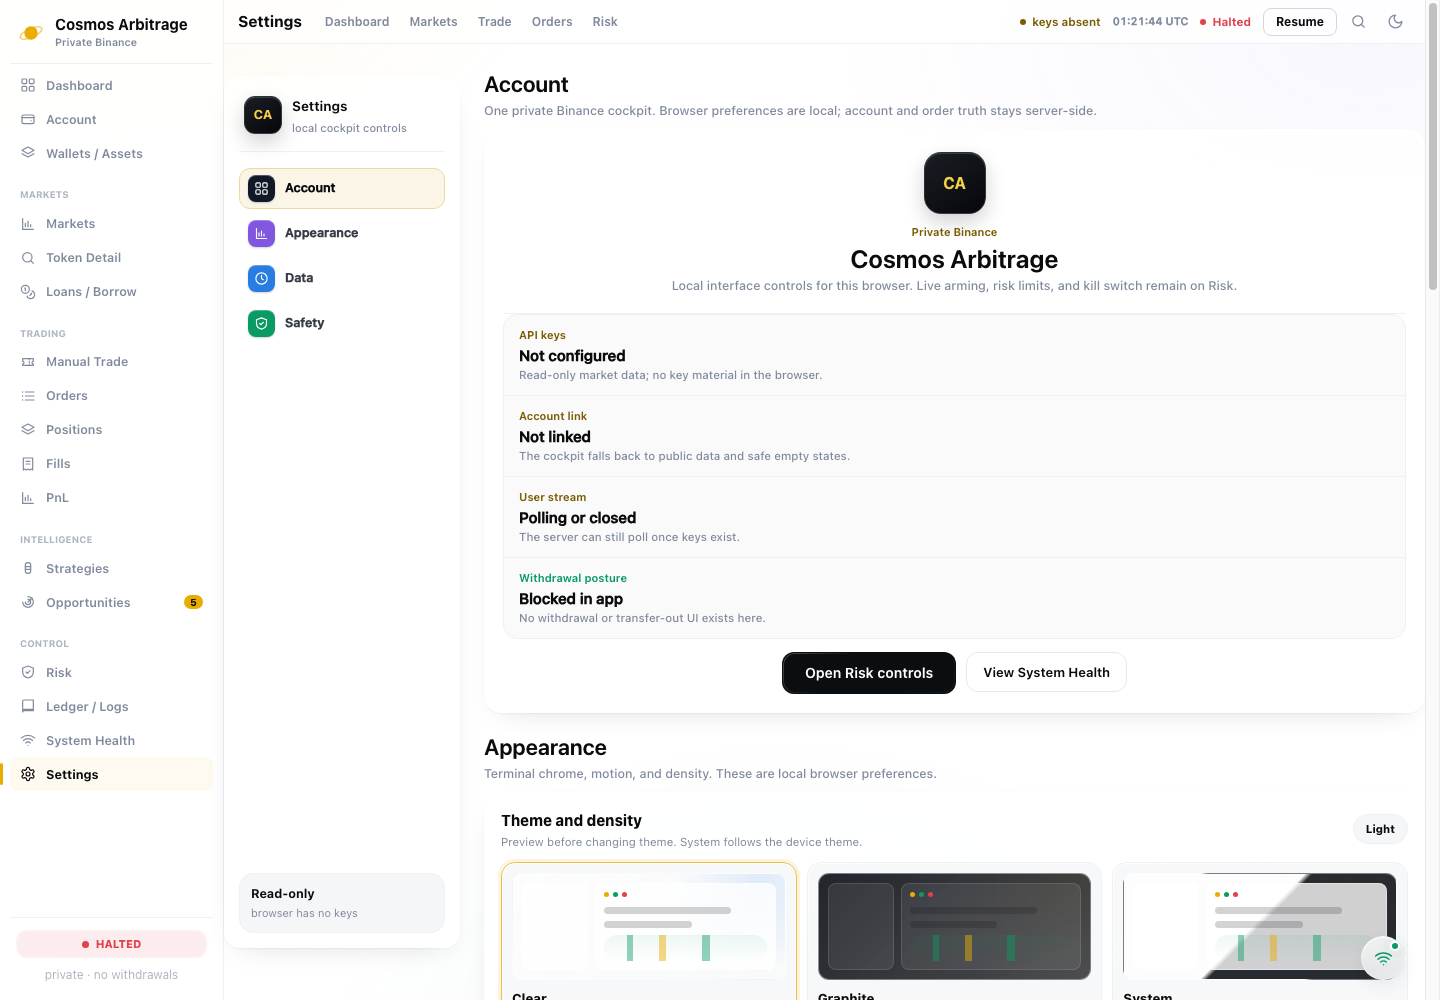 Cosmos Arbitrage
Private Binance
Dashboard
Account
Wallets / Assets
MARKETS
Markets
Token Detail
Loans / Borrow
TRADING
Manual Trade
Orders
Positions
Fills
PnL
INTELLIGENCE
Strategies
Opportunities 5
CONTROL
Risk
Ledger / Logs
System Health
Settings
HALTED
private · no withdrawals
Settings Dashboard Markets Trade Orders Risk keys absent 01:21:44 UTC Halted Resume
CA
Settings
local cockpit controls
Account
Appearance
Data
Safety
Read-only
browser has no keys
Account
One private Binance cockpit. Browser preferences are local; account and order truth stays server-side.
CA
Private Binance
Cosmos Arbitrage
Local interface controls for this browser. Live arming, risk limits, and kill switch remain on Risk.
API keys
Not configured
Read-only market data; no key material in the browser.
Account link
Not linked
The cockpit falls back to public data and safe empty states.
User stream
Polling or closed
The server can still poll once keys exist.
Withdrawal posture
Blocked in app
No withdrawal or transfer-out UI exists here.
Open Risk controls View System Health
Appearance
Terminal chrome, motion, and density. These are local browser preferences.
Theme and density
Preview before changing theme. System follows the device theme.
Light
Clear Graphite System